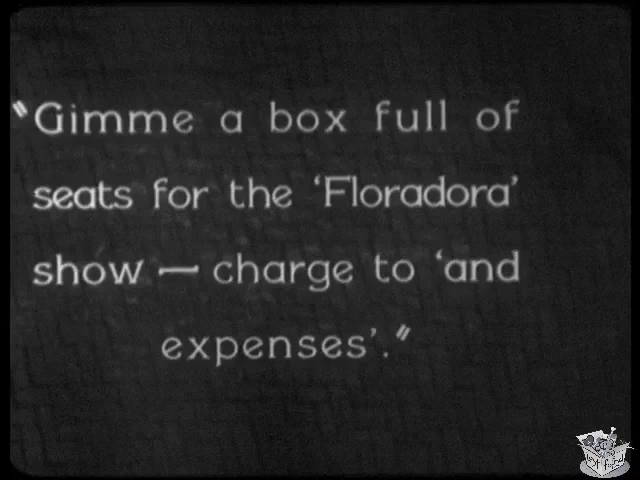 "Gimme a box full of
seats for the 'Floradora'
show — charge to 'and
expenses'."